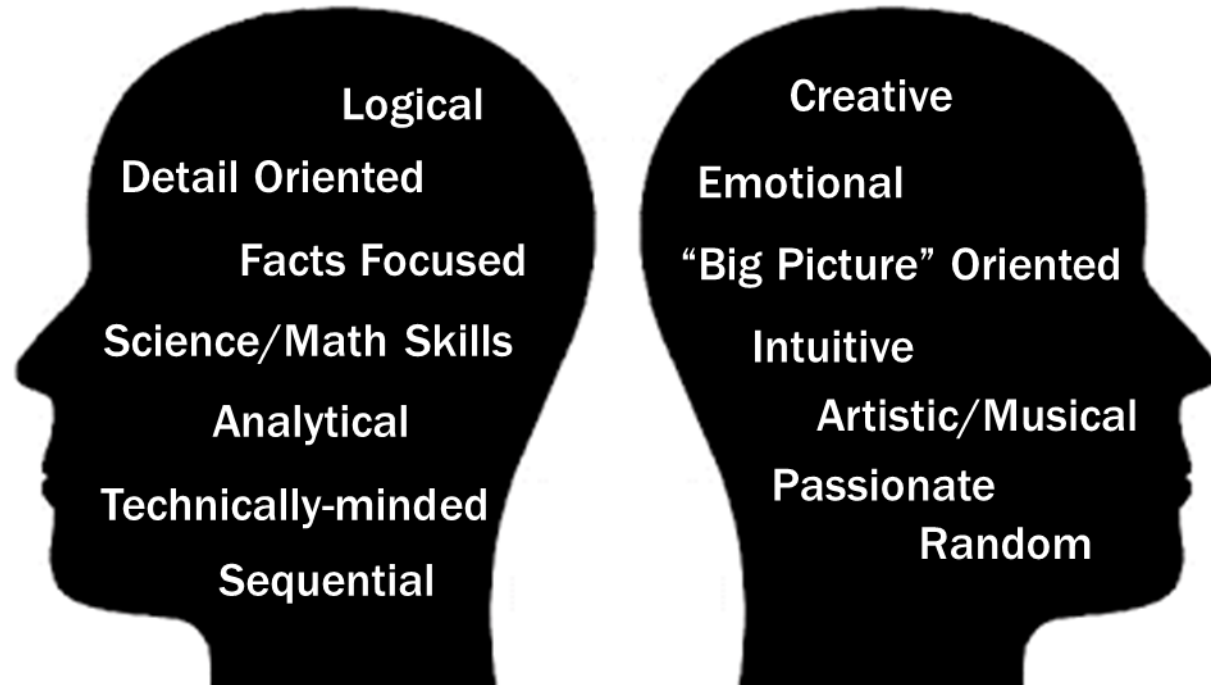 Logical
Detail Oriented
Facts Focused
Science/Math Skills
Analytical
Technically-minded
Sequential
Creative
Emotional
“Big Picture” Oriented
Intuitive
Artistic/Musical
Passionate
Random